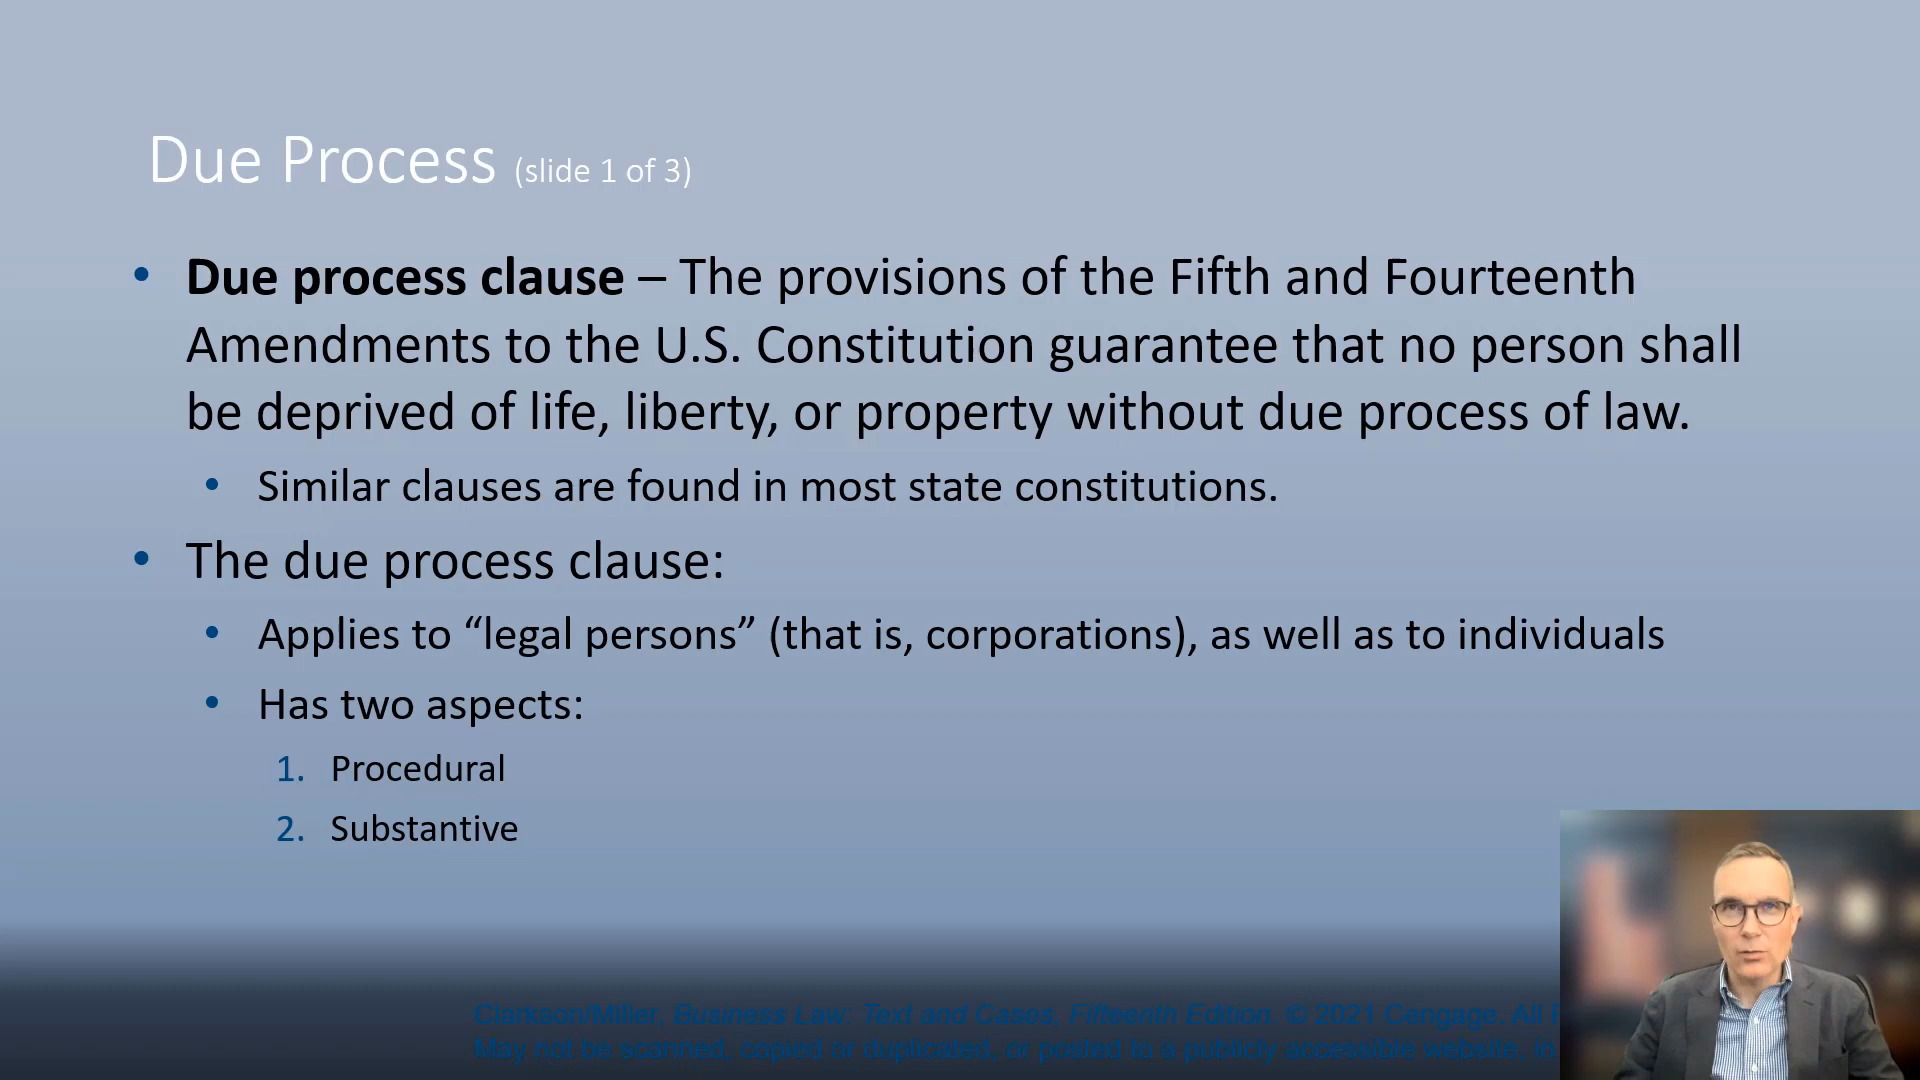 Due Process (slide 1 of 3)
• Due process clause – The provisions of the Fifth and Fourteenth
Amendments to the U.S. Constitution guarantee that no person shall
be deprived of life, liberty, or property without due process of law.
• Similar clauses are found in most state constitutions.
• The due process clause:
• Applies to “legal persons” (that is, corporations), as well as to individuals
• Has two aspects:
1. Procedural
2. Substantive
Clarkson/Miller, Business Law: Text and Cases, Fifteenth Edition. © 2021 Cengage. All
May not be scanned, copied or duplicated, or posted to a publicly accessible website, in